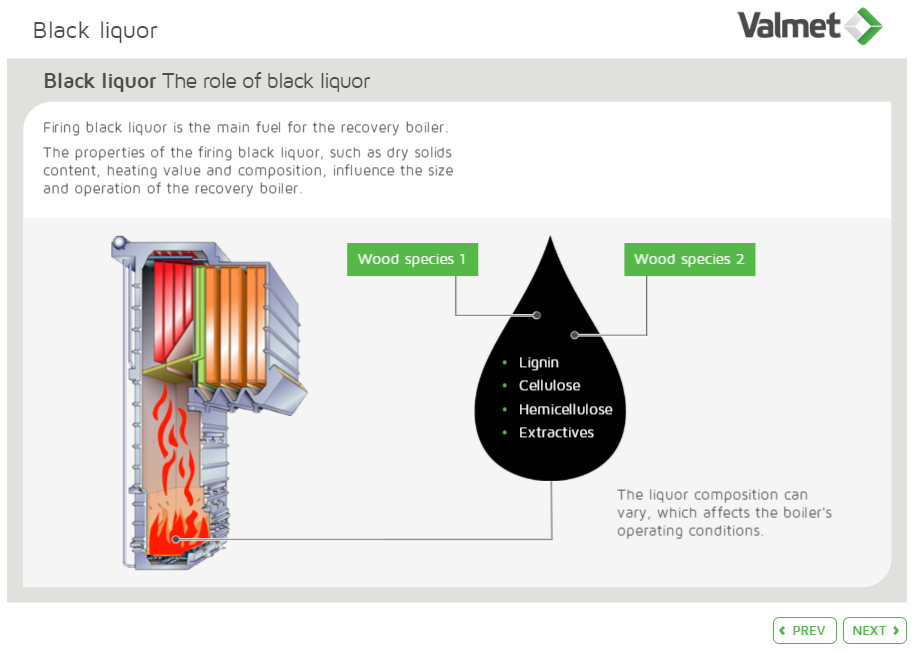 Black liquor
Valmet
Black liquor The role of black liquor
Firing black liquor is the main fuel for the recovery boiler.
The properties of the firing black liquor, such as dry solids
content, heating value and composition, influence the size
and operation of the recovery boiler.
Wood species 1
Wood species 2
• Lignin
• Cellulose
• Hemicellulose
• Extractives
The liquor composition can
vary, which affects the boiler's
operating conditions.
PREV
NEXT